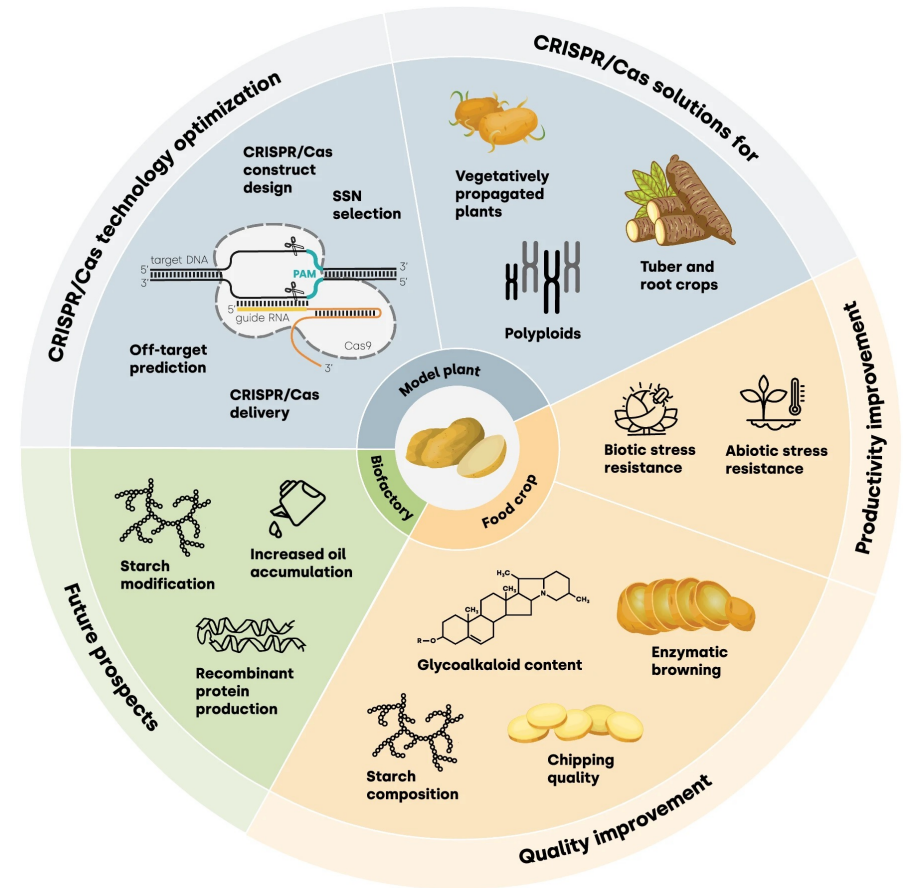 CRISPR/Cas technology optimization
CRISPR/Cas
construct
design
SSN
selection
target DNA
5'
3'
PAM
3'
5'
5'
guide RNA
Cas9
3'
Off-target
prediction
CRISPR/Cas
delivery
CRISPR/Cas solutions for
Vegetatively
propagated
plants
Tuber and
root crops
Polyploids
Model plant
Productivity improvement
Biotic stress
resistance
Abiotic stress
resistance
Food crop
Quality improvement
H₃C
CH₃
CH₃
N
CH₃
R–O
Glycoalkaloid content
Enzymatic
browning
Starch
composition
Chipping
quality
Biofactory
Future prospects
Starch
modification
Increased oil
accumulation
Recombinant
protein
production